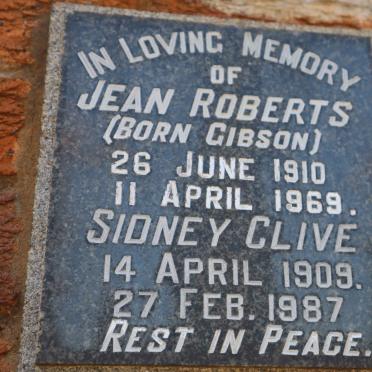 IN LOVING MEMORY
OF
JEAN ROBERTS
(BORN GIBSON)
26 JUNE 1910
11 APRIL 1969.
SIDNEY CLIVE
14 APRIL 1909.
27 FEB. 1987
REST IN PEACE.